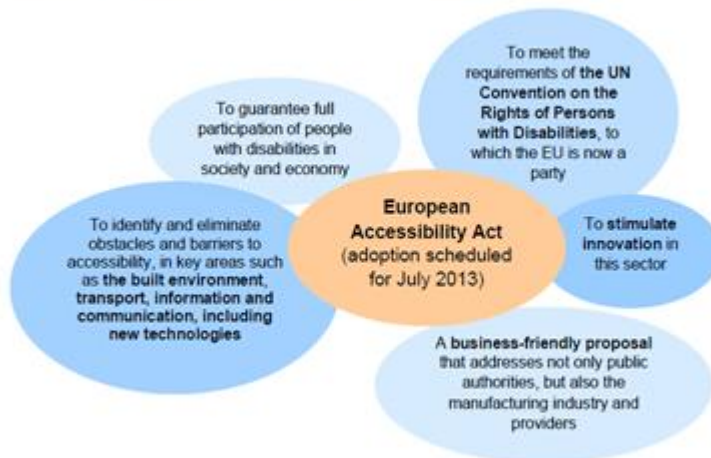 To meet the
requirements of the UN
Convention on the
Rights of Persons
with Disabilities, to
which the EU is now a
party
To guarantee full
participation of people
with disabilities in
society and economy
European
Accessibility Act
(adoption scheduled
for July 2013)
To identify and eliminate
obstacles and barriers to
accessibility, in key areas such
as the built environment,
transport, information and
communication, including
new technologies
To stimulate
innovation in
this sector
A business-friendly proposal
that addresses not only public
authorities, but also the
manufacturing industry and
providers